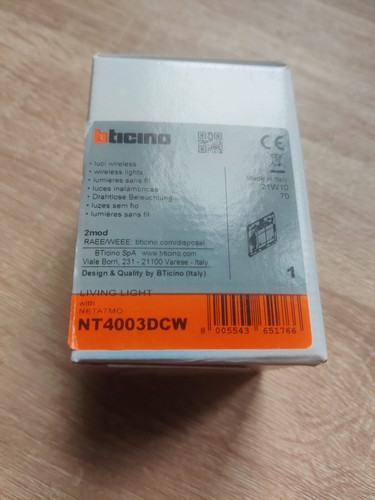 bticino
• luci wireless
• wireless lights
• lumières sans fil
• luces inalámbricas
• Drahtlose Beleuchtung
• luzes sem fio
• lumières sans fil
CE
Made in Italy
21W10
70
2mod
RAEE/WEEE: bticino.com/disposal
BTicino SpA www.bticino.com
Viale Borri, 231 - 21100 Varese - Italy
Design & Quality by BTicino (Italy)
1
LIVING LIGHT
with
NETATMO
NT4003DCW
8 005543 651766